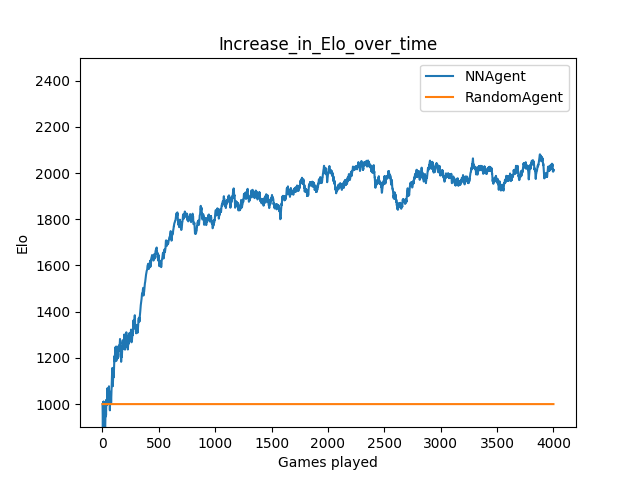 Increase_in_Elo_over_time
NNAgent
RandomAgent
2400
2200
2000
1800
1600
1400
1200
1000
Elo
0 500 1000 1500 2000 2500 3000 3500 4000
Games played